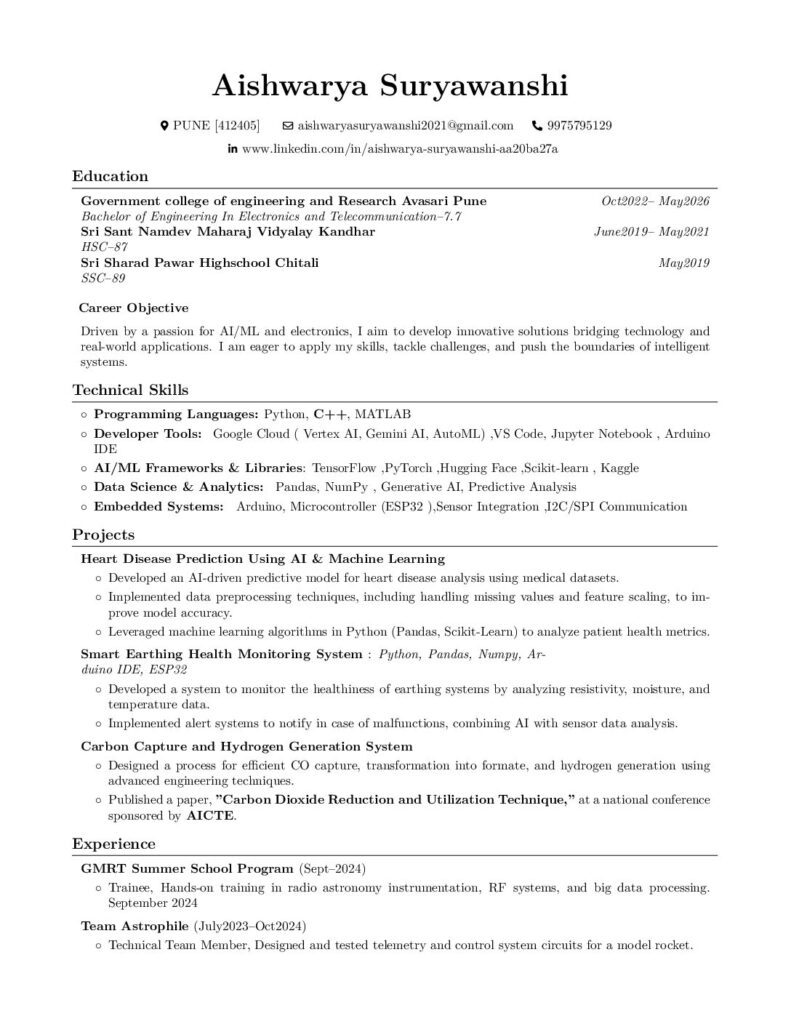 Aishwarya Suryawanshi
PUNE [412405] aishwaryasuryawanshi2021@gmail.com 9975795129
www.linkedin.com/in/aishwarya-suryawanshi-aa20ba27a
Education
Government college of engineering and Research Avasari Pune Oct2022– May2026
Bachelor of Engineering In Electronics and Telecommunication–7.7
Sri Sant Namdev Maharaj Vidyalay Kandhar June2019– May2021
HSC–87
Sri Sharad Pawar Highschool Chitali May2019
SSC–89
Career Objective
Driven by a passion for AI/ML and electronics, I aim to develop innovative solutions bridging technology and
real-world applications. I am eager to apply my skills, tackle challenges, and push the boundaries of intelligent
systems.
Technical Skills
○ Programming Languages: Python, C++, MATLAB
○ Developer Tools: Google Cloud ( Vertex AI, Gemini AI, AutoML) ,VS Code, Jupyter Notebook , Arduino
IDE
○ AI/ML Frameworks & Libraries: TensorFlow ,PyTorch ,Hugging Face ,Scikit-learn , Kaggle
○ Data Science & Analytics: Pandas, NumPy , Generative AI, Predictive Analysis
○ Embedded Systems: Arduino, Microcontroller (ESP32 ),Sensor Integration ,I2C/SPI Communication
Projects
Heart Disease Prediction Using AI & Machine Learning
○ Developed an AI-driven predictive model for heart disease analysis using medical datasets.
○ Implemented data preprocessing techniques, including handling missing values and feature scaling, to im-
prove model accuracy.
○ Leveraged machine learning algorithms in Python (Pandas, Scikit-Learn) to analyze patient health metrics.
Smart Earthing Health Monitoring System : Python, Pandas, Numpy, Ar-
duino IDE, ESP32
○ Developed a system to monitor the healthiness of earthing systems by analyzing resistivity, moisture, and
temperature data.
○ Implemented alert systems to notify in case of malfunctions, combining AI with sensor data analysis.
Carbon Capture and Hydrogen Generation System
○ Designed a process for efficient CO capture, transformation into formate, and hydrogen generation using
advanced engineering techniques.
○ Published a paper, ”Carbon Dioxide Reduction and Utilization Technique,” at a national conference
sponsored by AICTE.
Experience
GMRT Summer School Program (Sept–2024)
○ Trainee, Hands-on training in radio astronomy instrumentation, RF systems, and big data processing.
September 2024
Team Astrophile (July2023–Oct2024)
○ Technical Team Member, Designed and tested telemetry and control system circuits for a model rocket.